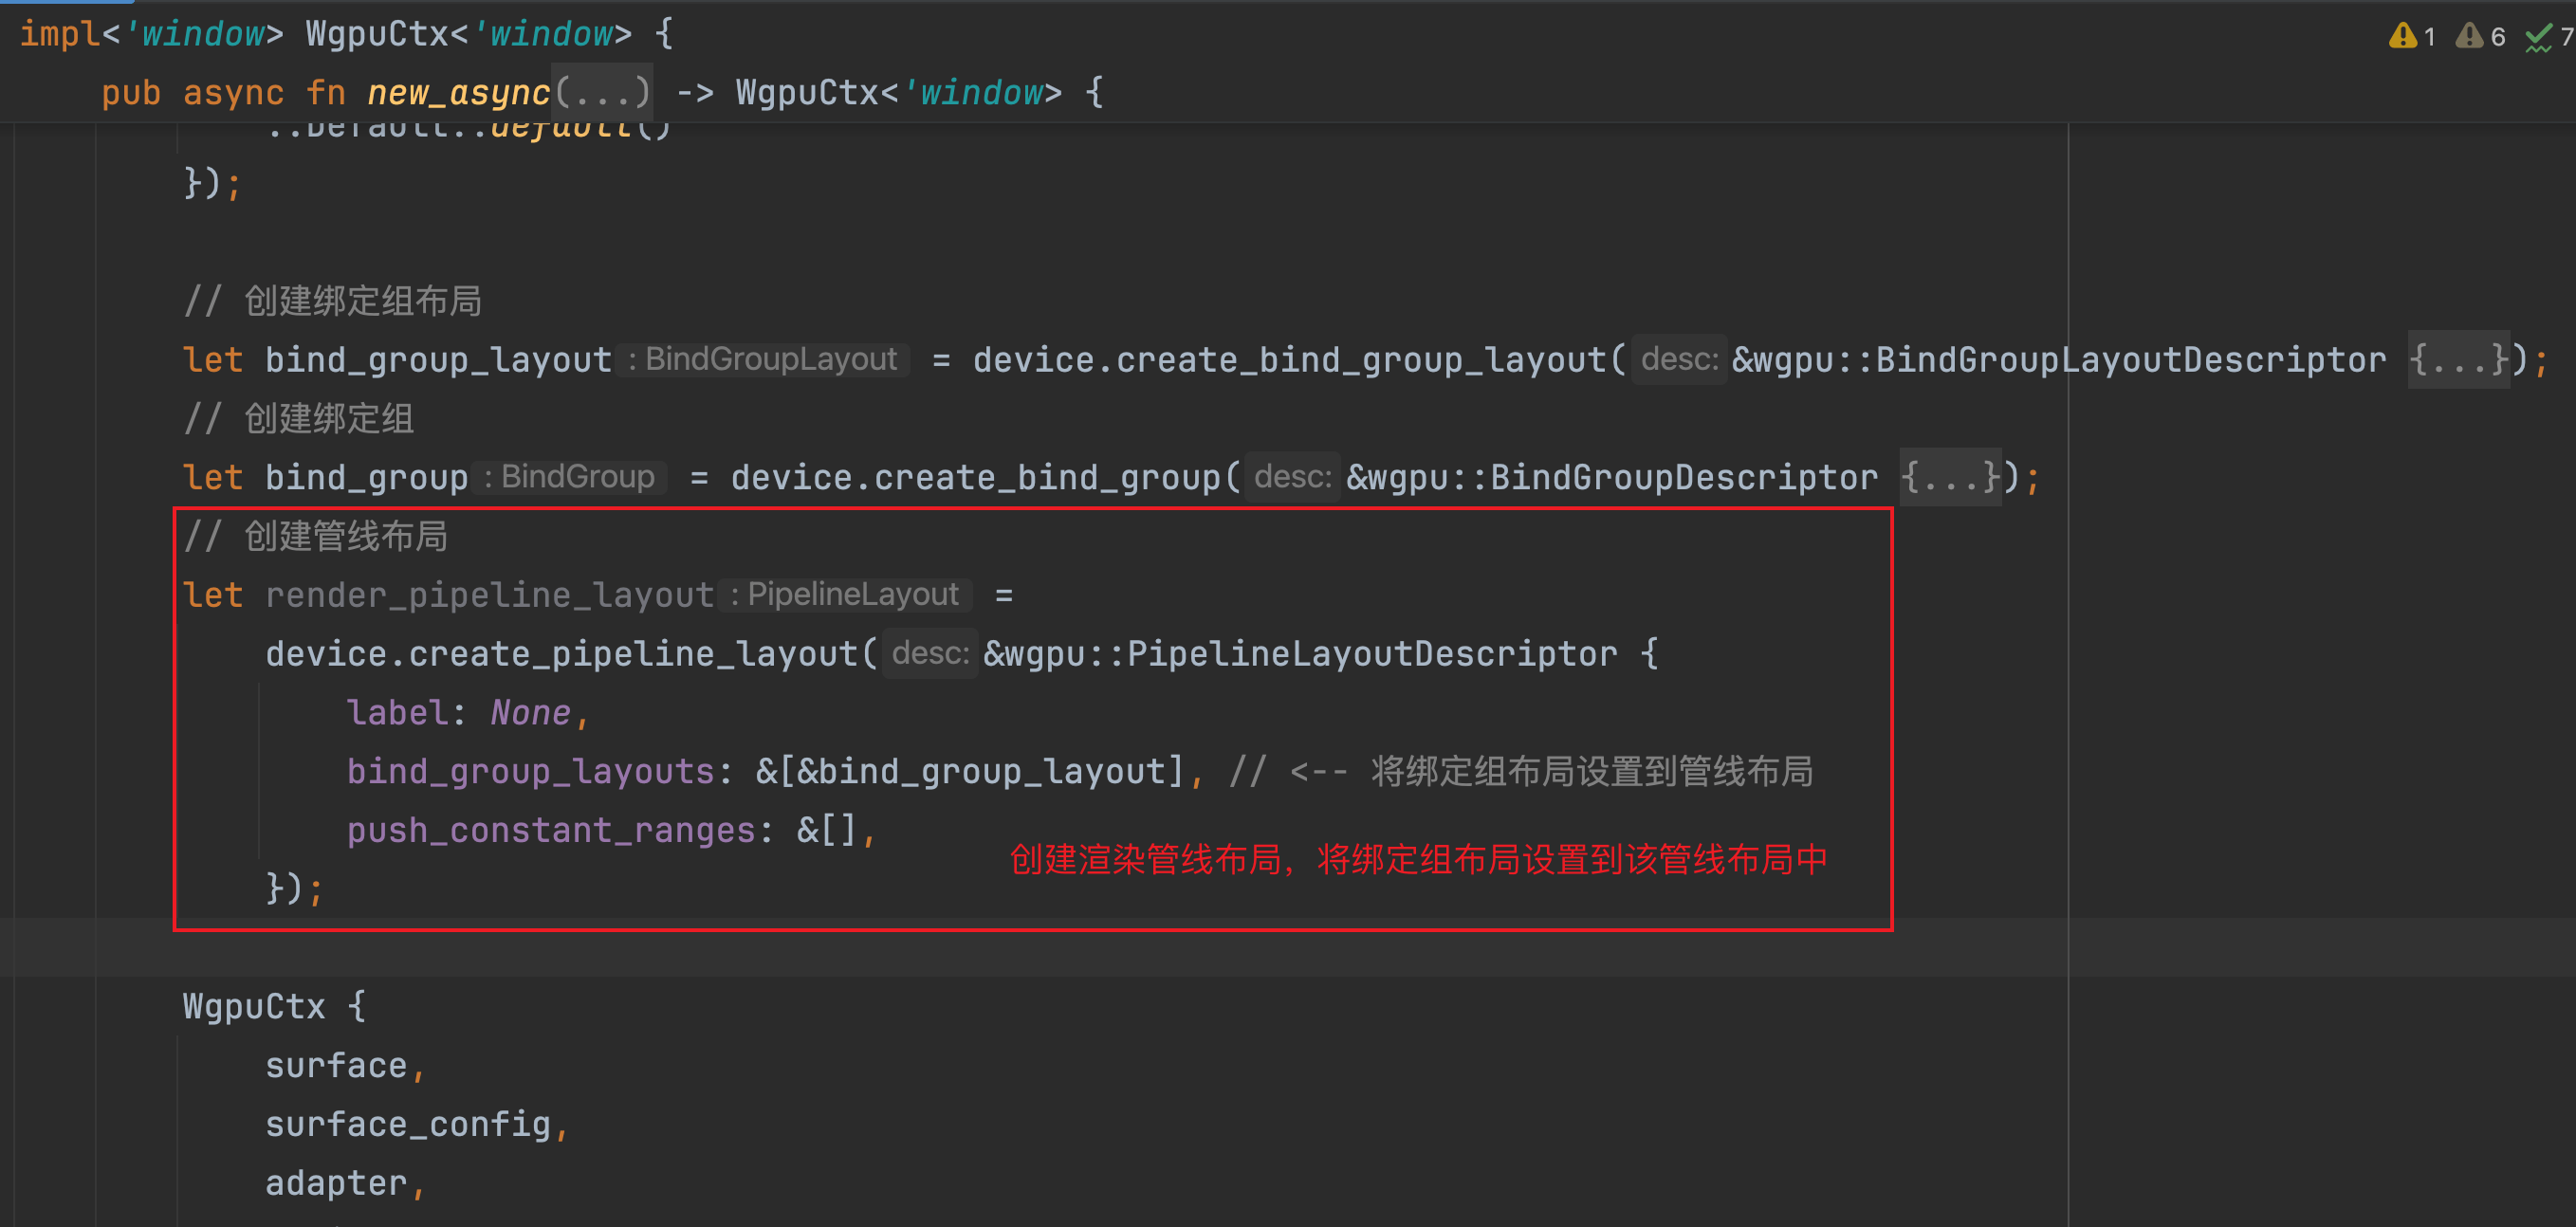 impl<'window> WgpuCtx<'window> {
1 6 7
pub async fn new_async(...) -> WgpuCtx<'window> {
::Default::default()
});
// 创建绑定组布局
let bind_group_layout : BindGroupLayout = device.create_bind_group_layout( desc: &wgpu::BindGroupLayoutDescriptor {...});
// 创建绑定组
let bind_group : BindGroup = device.create_bind_group( desc: &wgpu::BindGroupDescriptor {...});
// 创建管线布局
let render_pipeline_layout : PipelineLayout =
device.create_pipeline_layout( desc: &wgpu::PipelineLayoutDescriptor {
label: None,
bind_group_layouts: &[&bind_group_layout], // <-- 将绑定组布局设置到管线布局
push_constant_ranges: &[],
创建渲染管线布局，将绑定组布局设置到该管线布局中
});
WgpuCtx {
surface,
surface_config,
adapter,